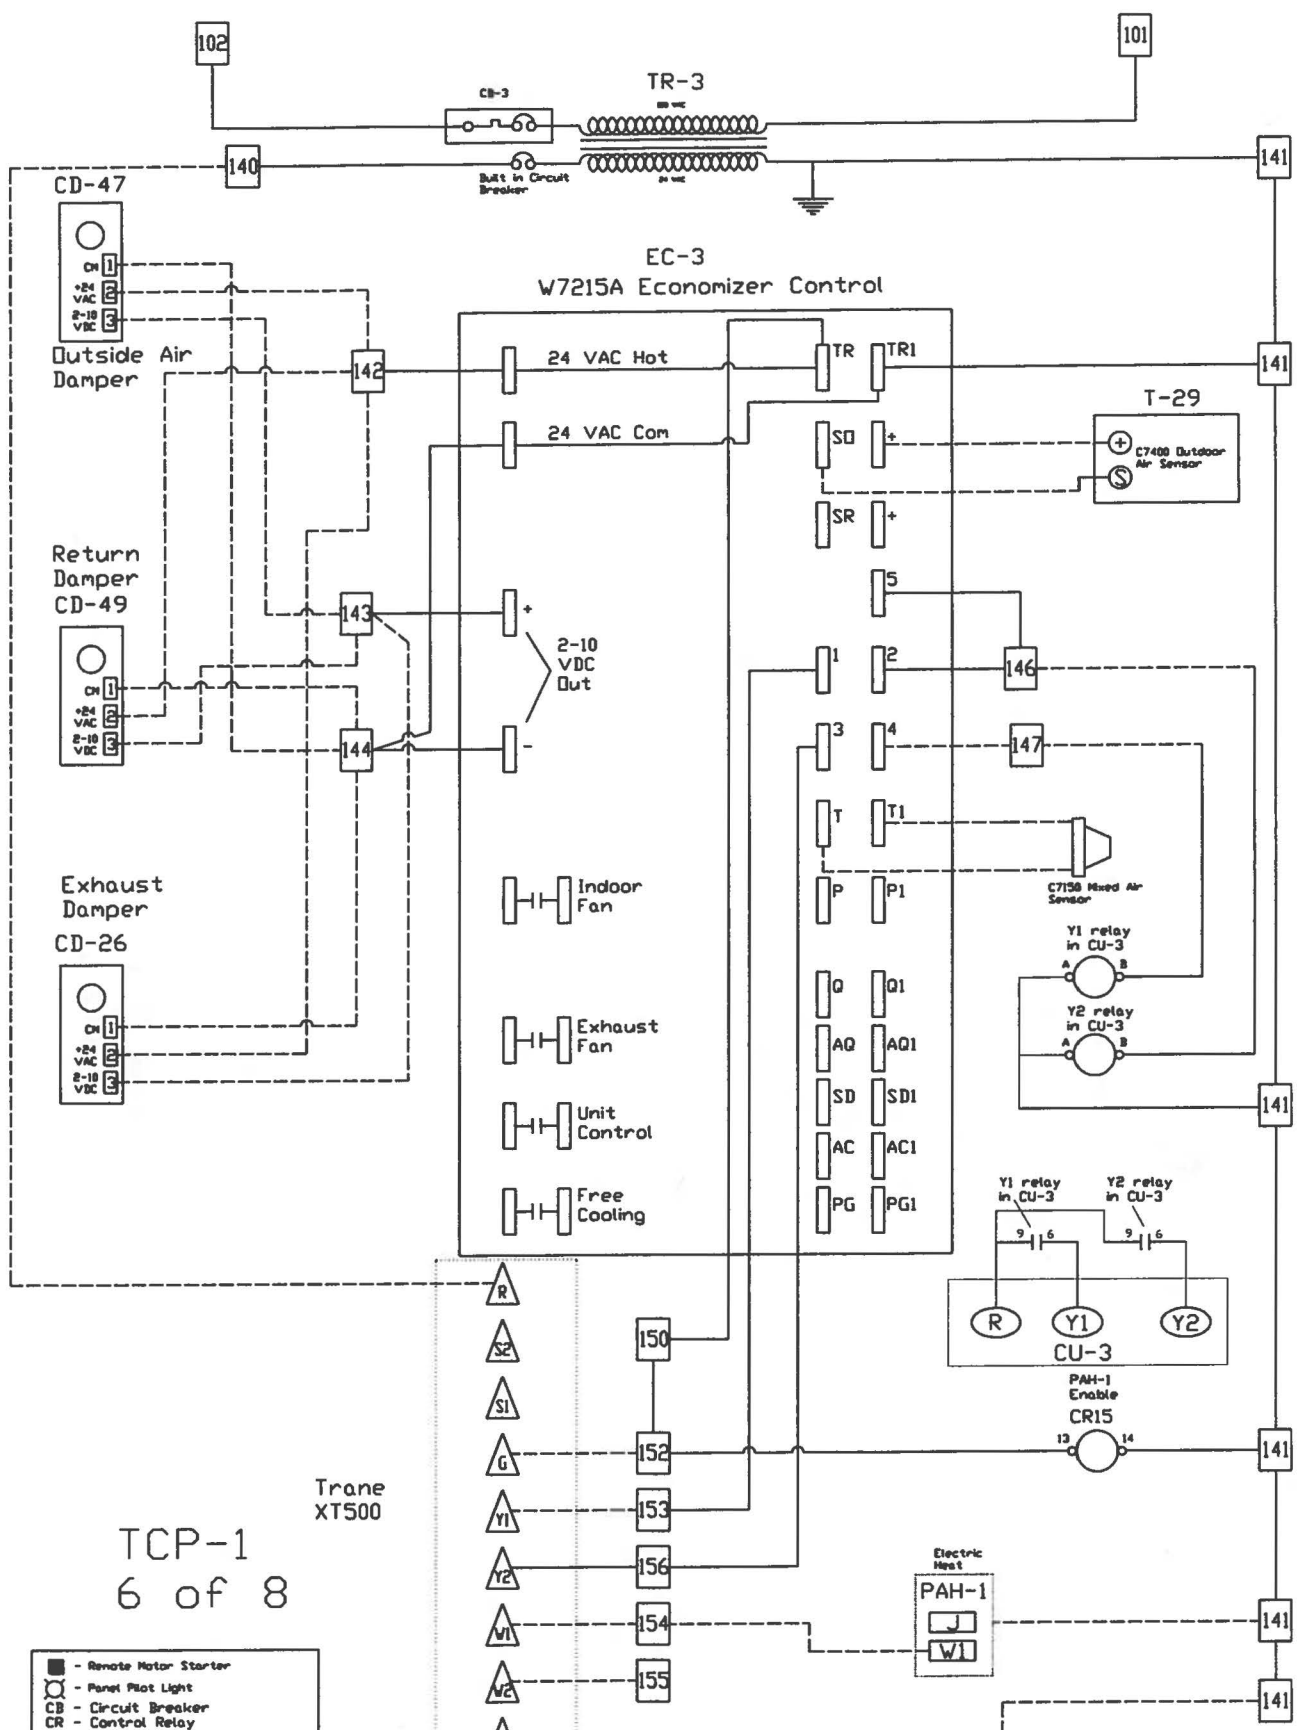 102
101
TR-3
CB-3
140
141
Built in Circuit
Breaker
24 VAC
CD-47
CM 1
+24
VAC 2
2-10
VDC 3
Outside Air
Damper
EC-3
W7215A Economizer Control
142
24 VAC Hot
TR
TR1
141
24 VAC Com
SO
+
T-29
+
C7400 Outdoor
Air Sensor
S
SR
+
Return
Damper
CD-49
CM 1
+24
VAC 2
2-10
VDC 3
143
144
+
2-10
VDC
Out
-
5
1
2
146
3
4
147
T
T1
C7150 Mixed Air
Sensor
Exhaust
Damper
CD-26
CM 1
+24
VAC 2
2-10
VDC 3
Indoor
Fan
P
P1
Y1 relay
in CU-3
A
B
Y2 relay
in CU-3
A
B
Q
Q1
Exhaust
Fan
AQ
AQ1
SD
SD1
141
Unit
Control
AC
AC1
Free
Cooling
PG
PG1
Y1 relay
in CU-3
Y2 relay
in CU-3
9
6
9
6
R
Y1
Y2
CU-3
R
S2
S1
G
Y1
Y2
W1
W2
150
152
153
156
154
155
PAH-1
Enable
CR15
13
14
141
Trane
XT500
TCP-1
6 of 8
Electric
Heat
PAH-1
J
W1
141
141
- Remote Motor Starter
- Panel Pilot Light
CB - Circuit Breaker
CR - Control Relay